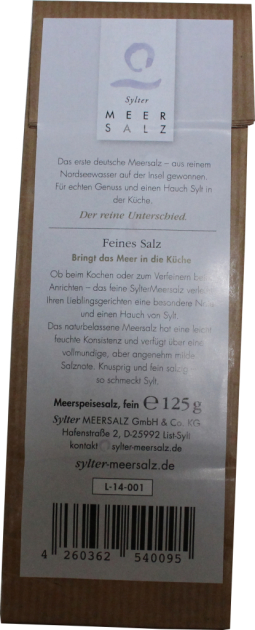 Sylter
MEER
SALZ
Das erste deutsche Meersalz – aus reinem
Nordseewasser auf der Insel gewonnen.
Für echten Genuss und einen Hauch Sylt in
der Küche.
Der reine Unterschied.
Feines Salz
Bringt das Meer in die Küche
Ob beim Kochen oder zum Verfeinern be
Anrichten – das feine SylterMeersalz
Ihren Lieblingsgerichten eine besondere
und einen Hauch von Sylt.
Das naturbelassene Meersalz hat eine leicht
feuchte Konsistenz und verfügt über eine
vollmundige, aber angenehm milde
Salznote. Knusprig und fein salzig
so schmeckt Sylt.
Meerspeisesalz, fein ℮ 125 g
Sylter MEERSALZ GmbH & Co. KG
Hafenstraße 2, D-25992 List-Sylt
kontakt@sylter-meersalz.de
sylter-meersalz.de
L-14-001
4 260362 540095